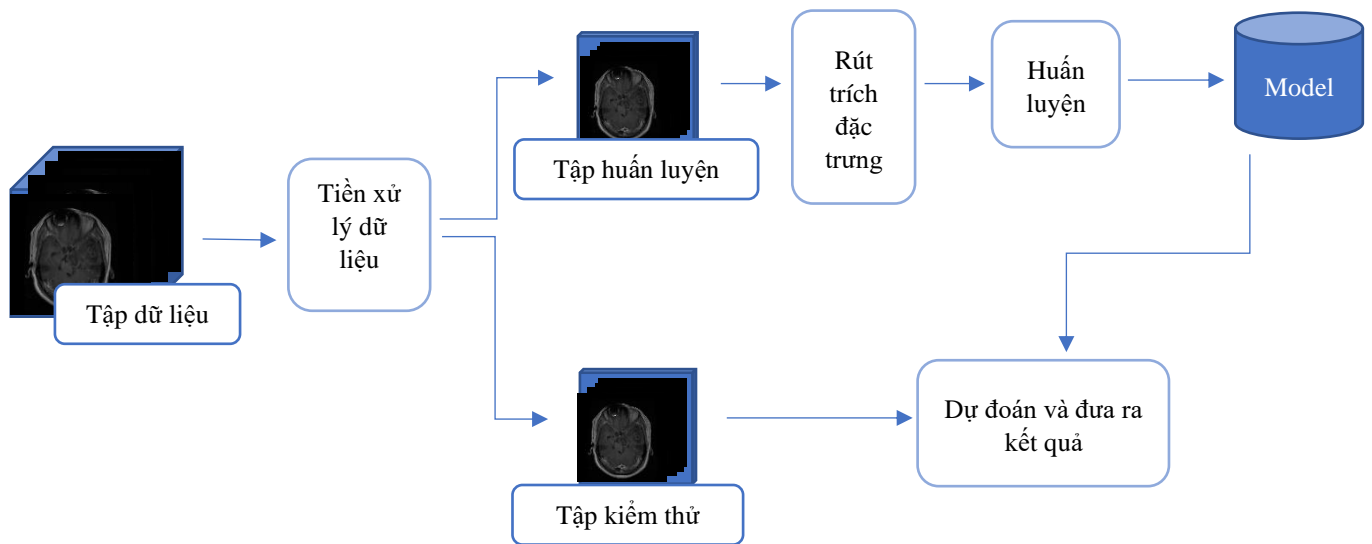 Tập dữ liệu
Tiền xử
lý dữ
liệu
Tập huấn luyện
Rút
trích
đặc
trưng
Huấn
luyện
Model
Tập kiểm thử
Dự đoán và đưa ra
kết quả